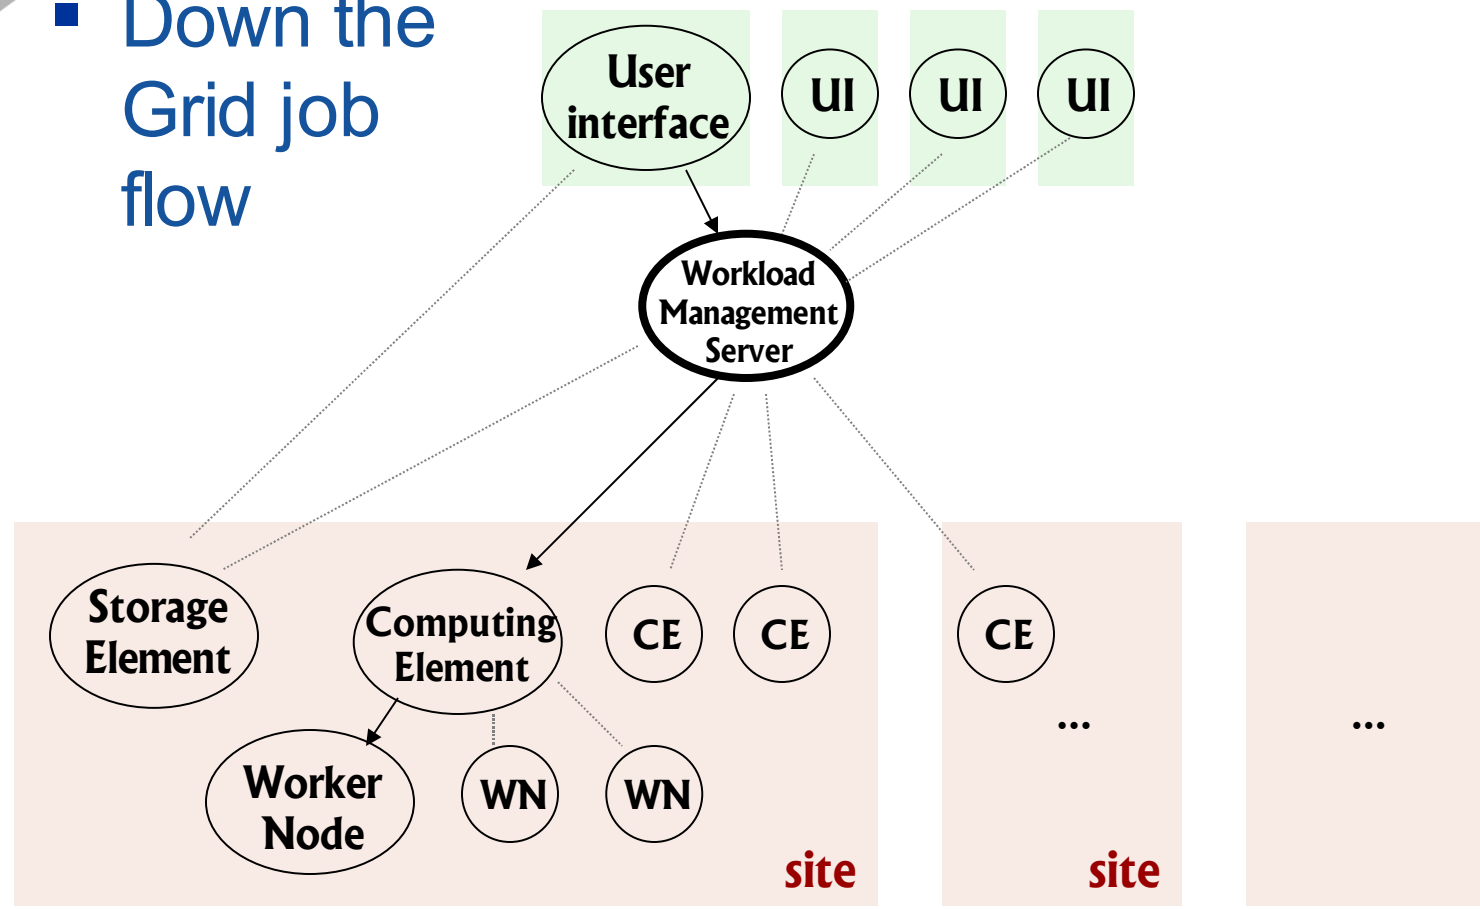 Down the
Grid job
flow
User
interface
UI
UI
UI
Workload
Management
Server
Storage
Element
Computing
Element
CE
CE
CE
...
...
Worker
Node
WN
WN
site
site